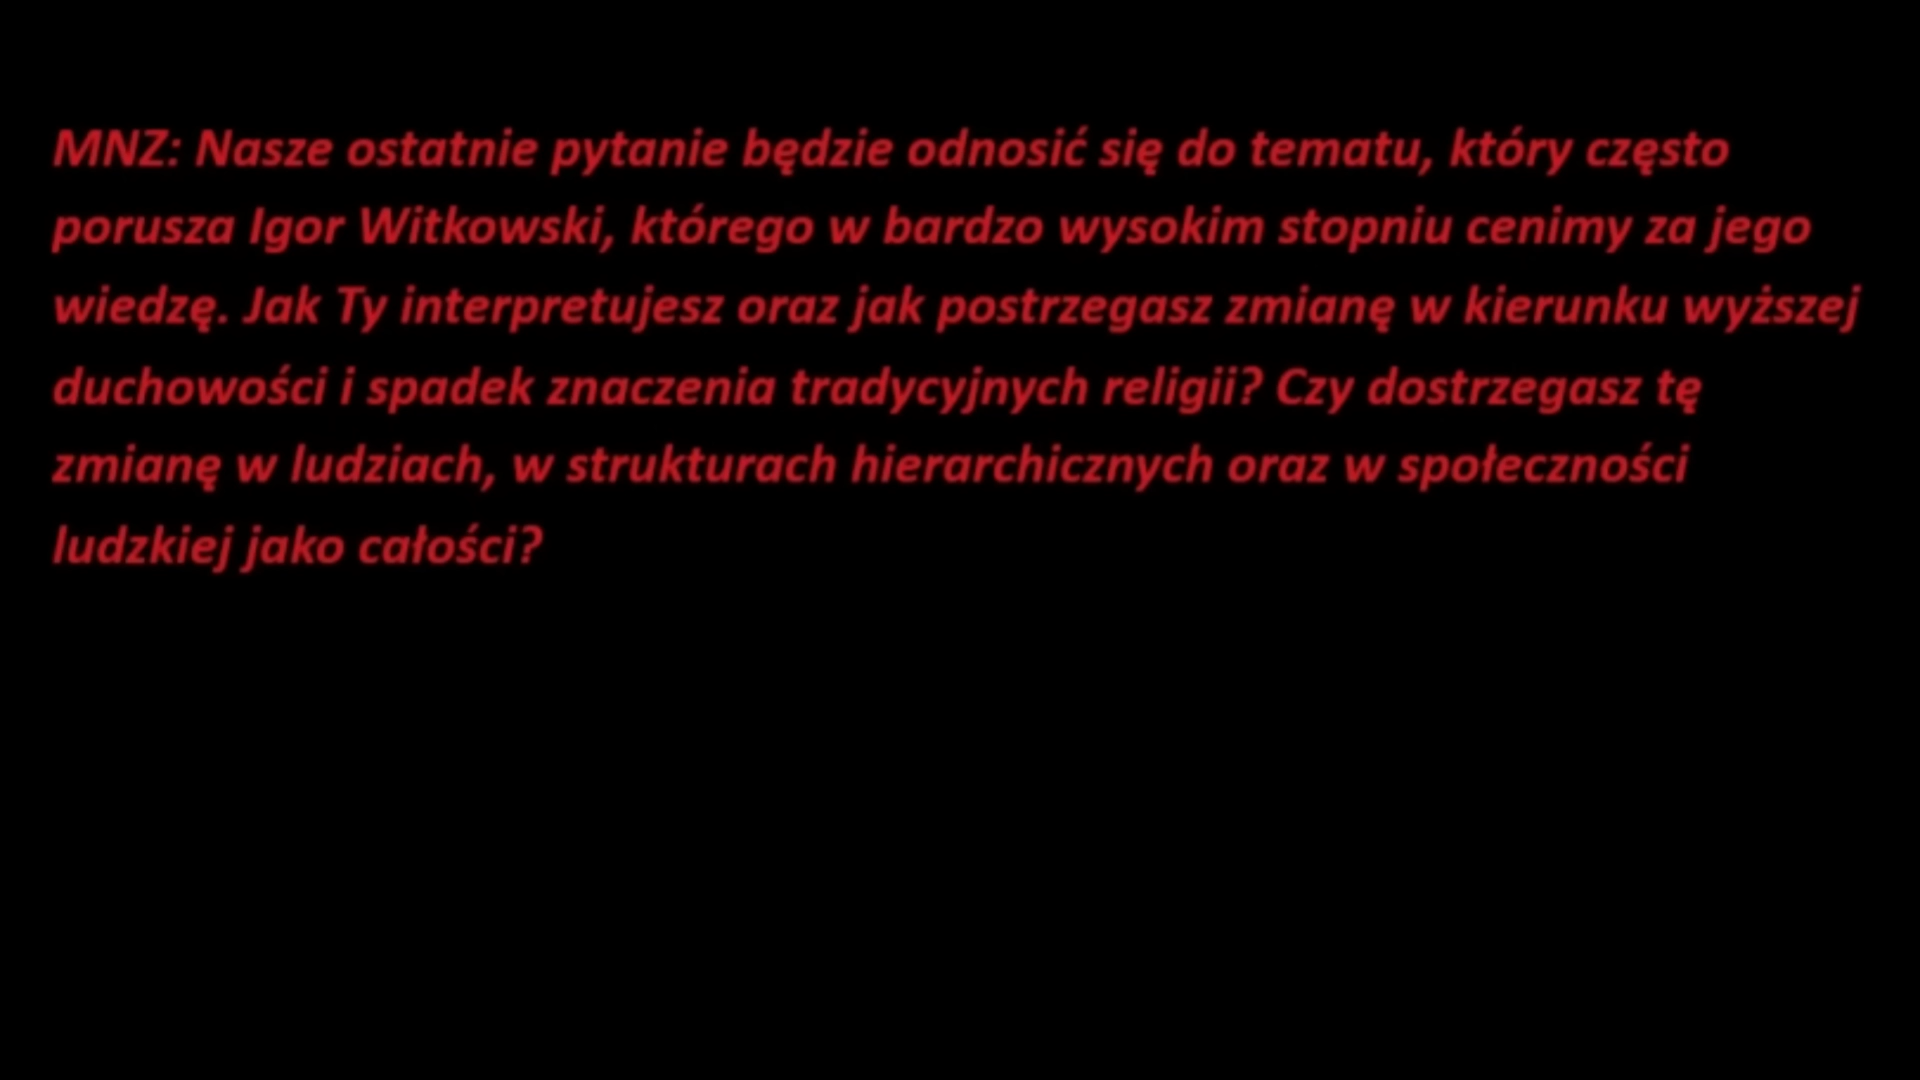 MNZ: Nasze ostatnie pytanie będzie odnosić się do tematu, który często
porusza Igor Witkowski, którego w bardzo wysokim stopniu cenimy za jego
wiedzę. Jak Ty interpretujesz oraz jak postrzegasz zmianę w kierunku wyższej
duchowości i spadek znaczenia tradycyjnych religii? Czy dostrzegasz tę
zmianę w ludziach, w strukturach hierarchicznych oraz w społeczności
ludzkiej jako całości?